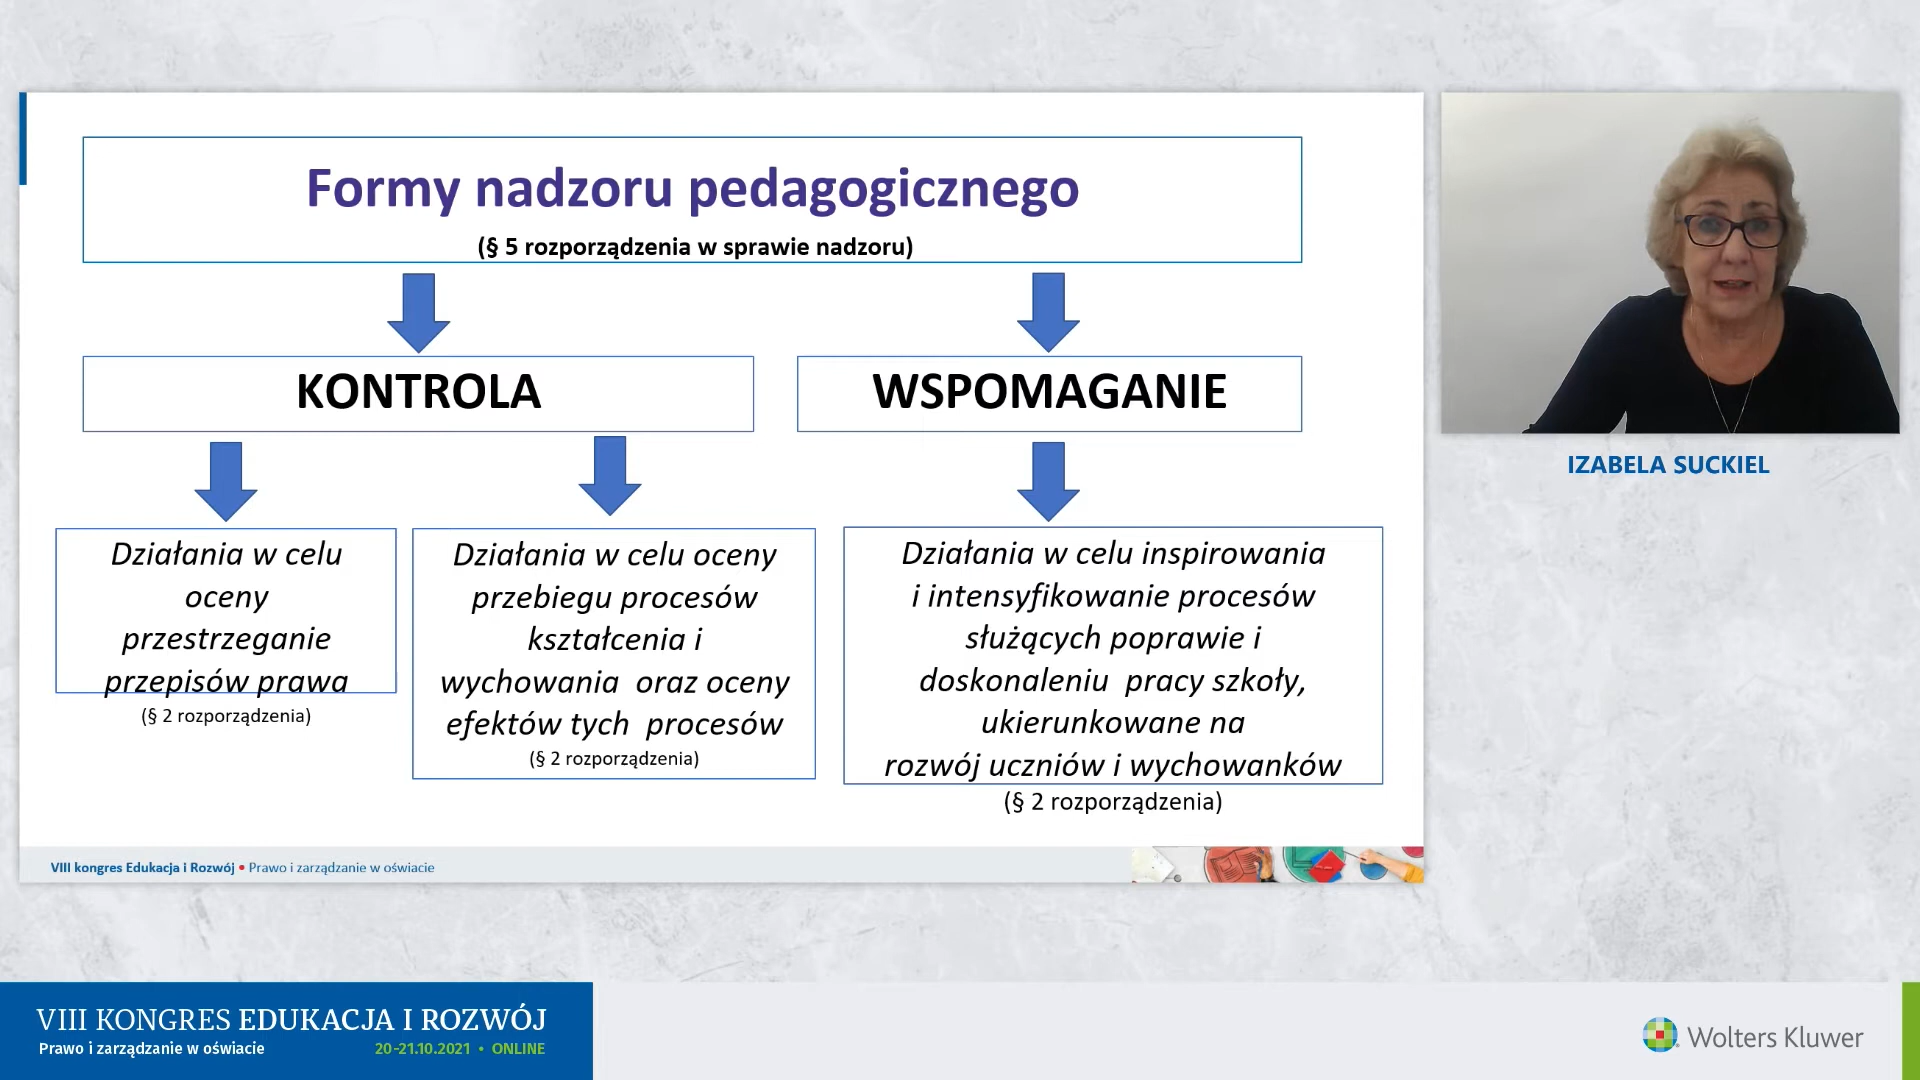 Formy nadzoru pedagogicznego
(§ 5 rozporządzenia w sprawie nadzoru)
KONTROLA
WSPOMAGANIE
Działania w celu
oceny
przestrzeganie
przepisów prawa
(§ 2 rozporządzenia)
Działania w celu oceny
przebiegu procesów
kształcenia i
wychowania oraz oceny
efektów tych procesów
(§ 2 rozporządzenia)
Działania w celu inspirowania
i intensyfikowanie procesów
służących poprawie i
doskonaleniu pracy szkoły,
ukierunkowane na
rozwój uczniów i wychowanków
(§ 2 rozporządzenia)
VIII kongres Edukacja i Rozwój • Prawo i zarządzanie w oświacie
IZABELA SUCKIEL
VIII KONGRES EDUKACJA I ROZWÓJ
Prawo i zarządzanie w oświacie 20-21.10.2021 • ONLINE
Wolters Kluwer